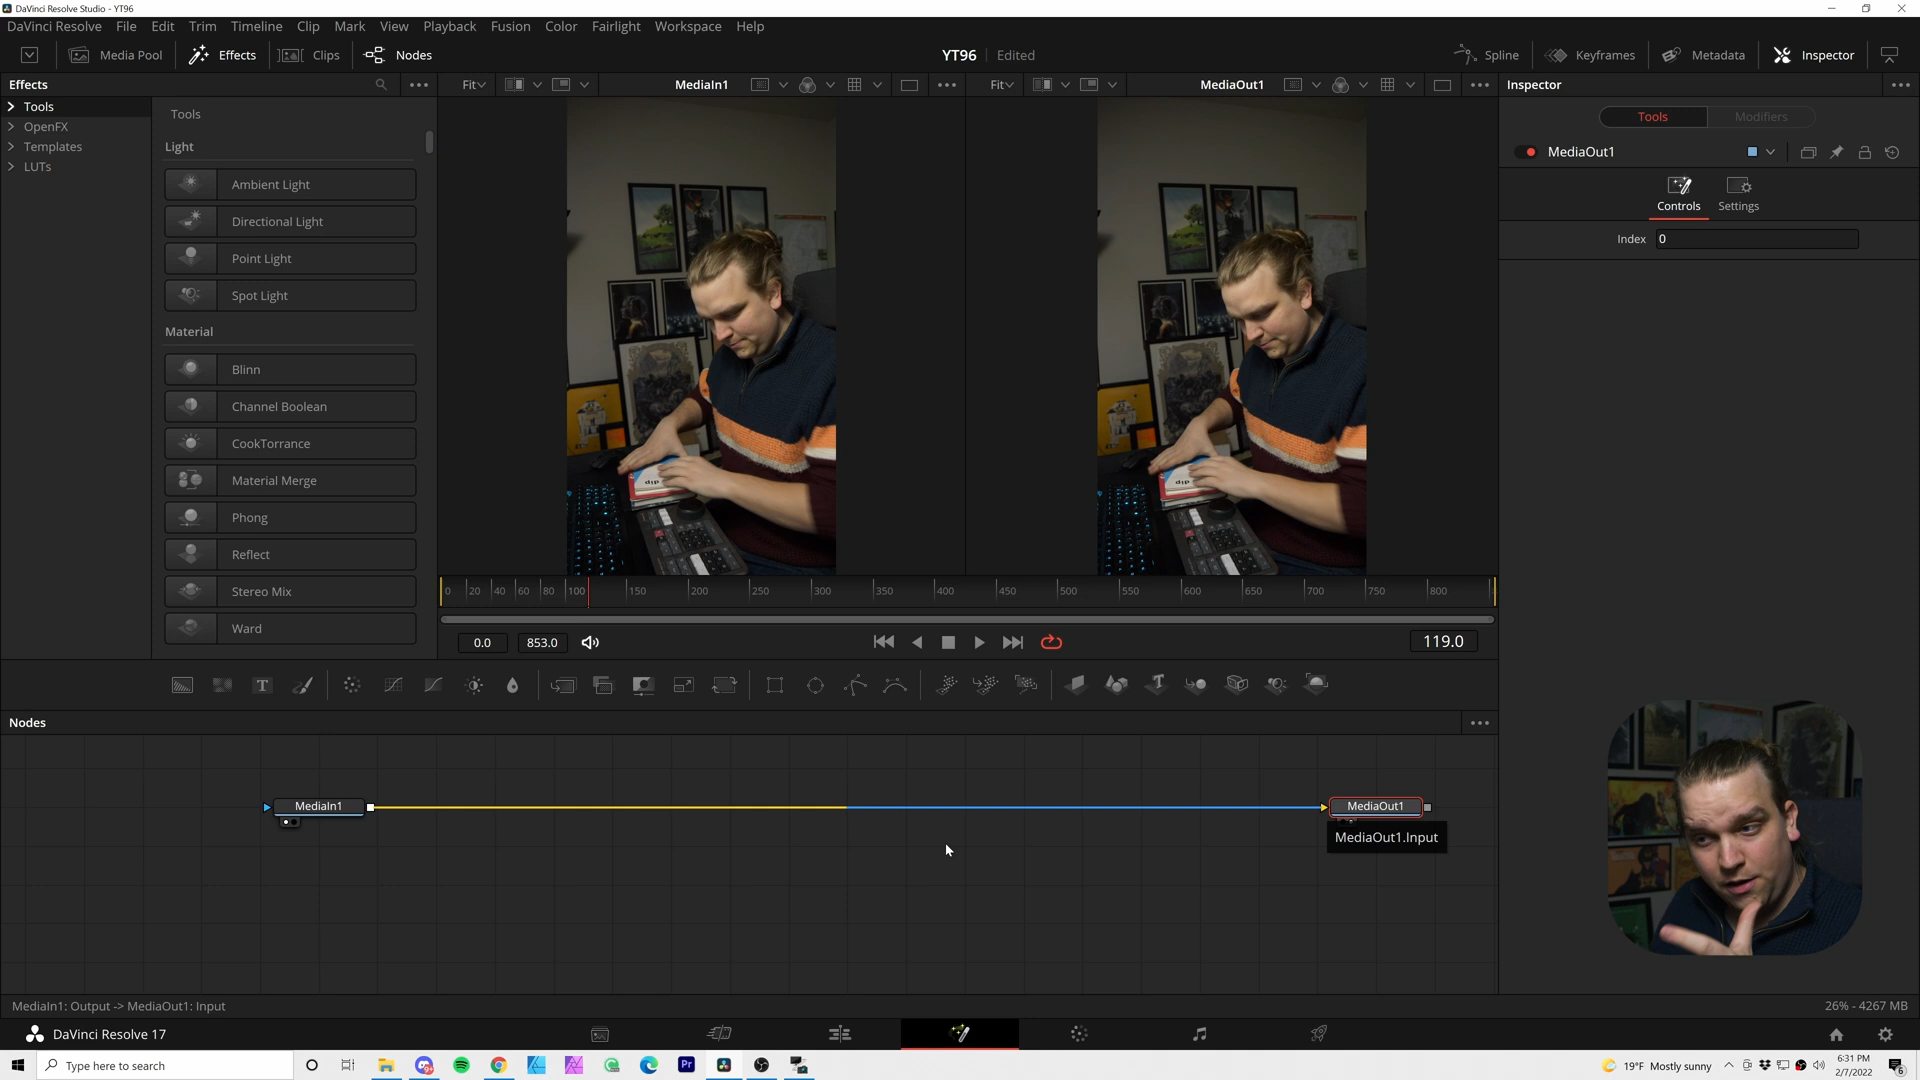 DaVinci Resolve Studio - YT96
DaVinci Resolve File Edit Trim Timeline Clip Mark View Playback Fusion Color Fairlight Workspace Help
Media Pool Effects Clips Nodes YT96 Edited Spline Keyframes Metadata Inspector
Effects Fit MediaIn1 Fit MediaOut1 Inspector
Tools
OpenFX
Templates
LUTs
Tools
Light
Ambient Light
Directional Light
Point Light
Spot Light
Material
Blinn
Channel Boolean
CookTorrance
Material Merge
Phong
Reflect
Stereo Mix
Ward
dip
dip
0 20 40 60 80 100 150 200 250 300 350 400 450 500 550 600 650 700 750 800
0.0 853.0 119.0
Tools Modifiers
MediaOut1
Controls Settings
Index 0
T
Nodes
MediaIn1
MediaOut1
MediaOut1.Input
MediaIn1: Output -> MediaOut1: Input
26% - 4267 MB
DaVinci Resolve 17
Type here to search
9+
Pr
19°F Mostly sunny
6:31 PM
2/7/2022
6